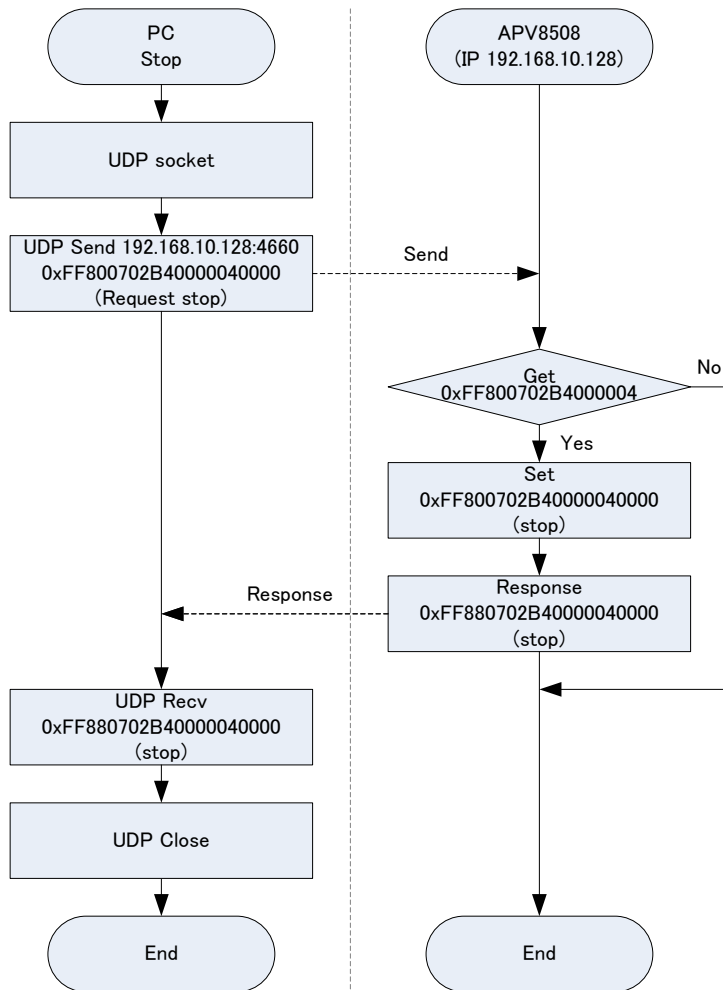 PC
Stop
APV8508
(IP 192.168.10.128)
UDP socket
UDP Send 192.168.10.128:4660
0xFF800702B40000040000
(Request stop)
Send
Get
0xFF800702B4000004
No
Yes
Set
0xFF800702B40000040000
(stop)
Response
Response
0xFF880702B40000040000
(stop)
UDP Recv
0xFF880702B40000040000
(stop)
UDP Close
End
End